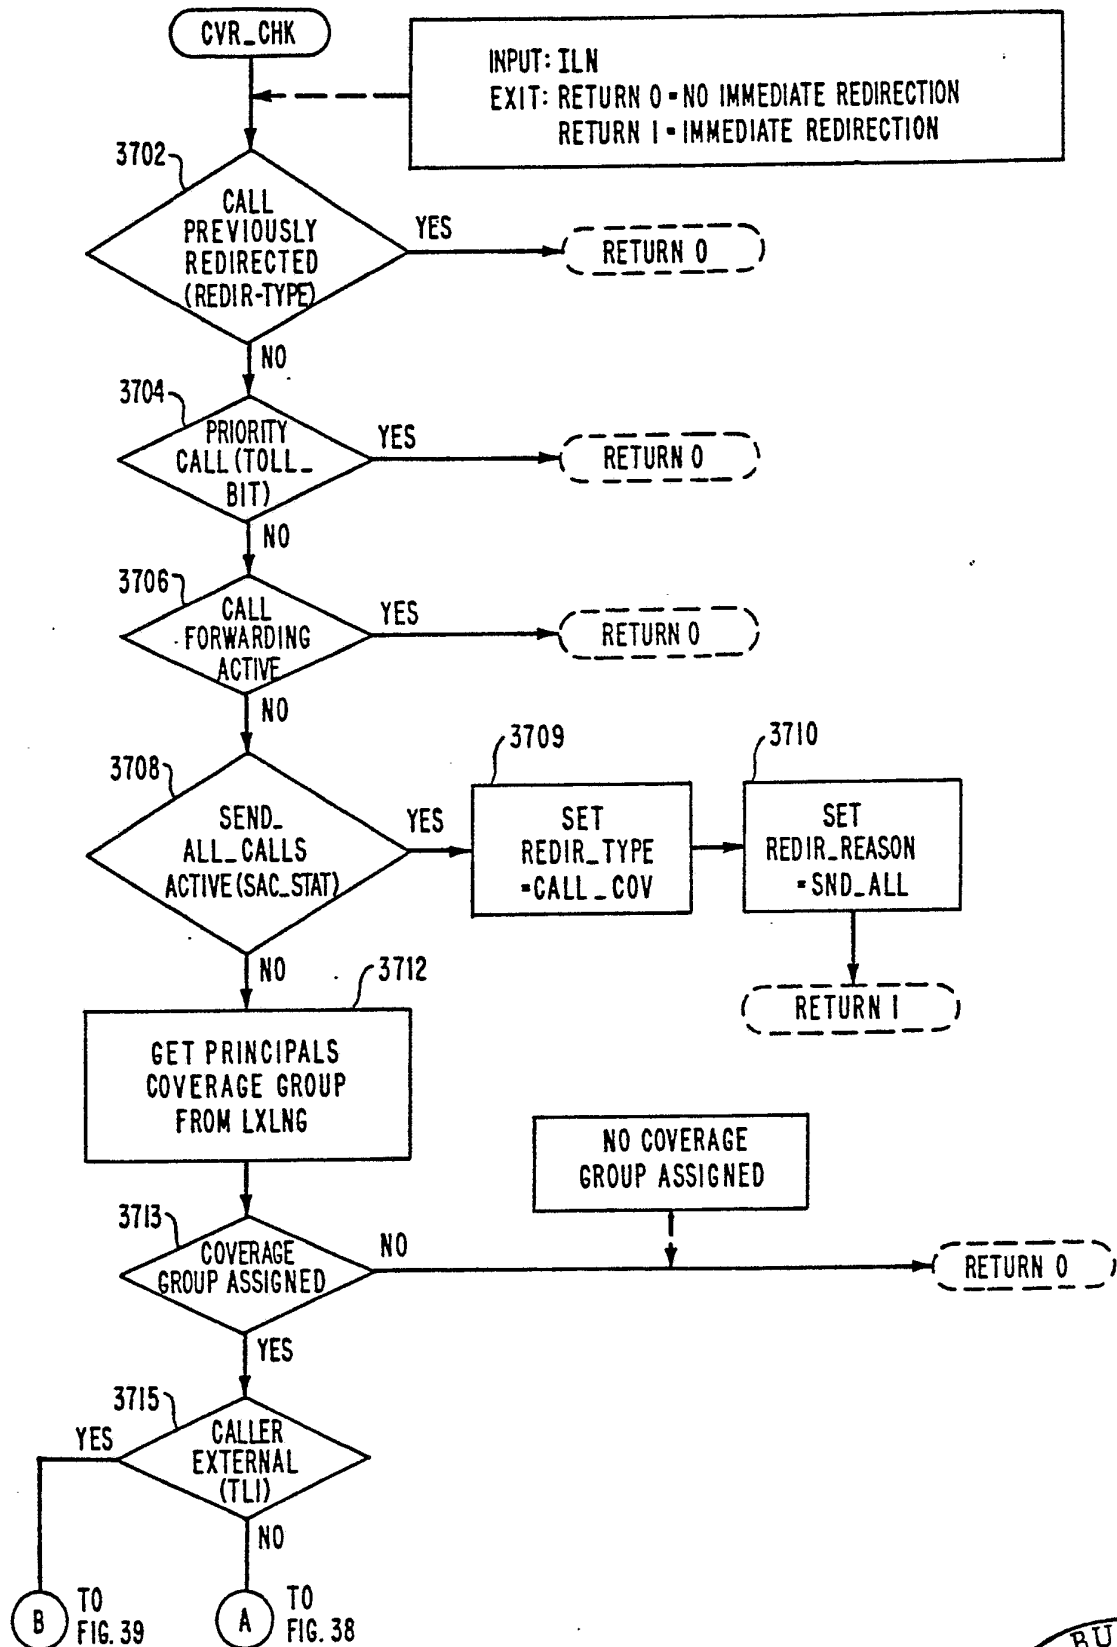 CVR_CHK
INPUT: ILN
EXIT: RETURN 0 = NO IMMEDIATE REDIRECTION
RETURN 1 = IMMEDIATE REDIRECTION
3702
CALL
PREVIOUSLY
REDIRECTED
(REDIR-TYPE)
YES
RETURN 0
NO
3704
PRIORITY
CALL (TOLL_
BIT)
YES
RETURN 0
NO
3706
CALL
FORWARDING
ACTIVE
YES
RETURN 0
NO
3708
SEND_
ALL_CALLS
ACTIVE (SAC_STAT)
YES
3709
SET
REDIR_TYPE
=CALL_COV
3710
SET
REDIR_REASON
=SND_ALL
RETURN 1
NO
3712
GET PRINCIPALS
COVERAGE GROUP
FROM LXLNG
NO COVERAGE
GROUP ASSIGNED
3713
COVERAGE
GROUP ASSIGNED
NO
RETURN 0
YES
3715
CALLER
EXTERNAL
(TLI)
YES
NO
B
TO
FIG. 39
A
TO
FIG. 38
BU